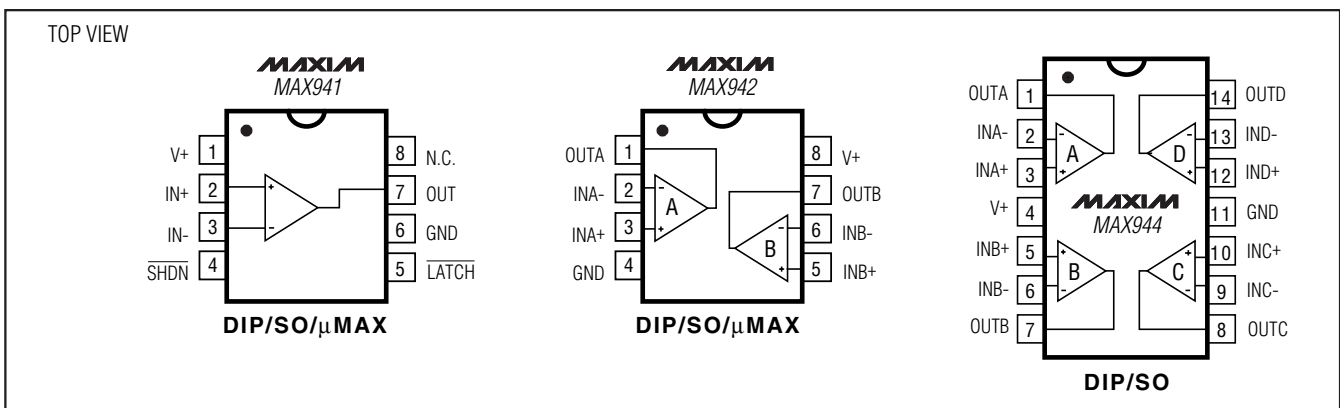 TOP VIEW
MAXIM
MAX941
V+ 1
IN+ 2
IN- 3
SHDN 4
8 N.C.
7 OUT
6 GND
5 LATCH
+
-
DIP/SO/μMAX
MAXIM
MAX942
OUTA 1
INA- 2
INA+ 3
GND 4
8 V+
7 OUTB
6 INB-
5 INB+
-
A
+
-
B
+
DIP/SO/μMAX
OUTA 1
INA- 2
INA+ 3
V+ 4
INB+ 5
INB- 6
OUTB 7
14 OUTD
13 IND-
12 IND+
11 GND
10 INC+
9 INC-
8 OUTC
-
A
+
-
D
+
MAXIM
MAX944
+
B
-
+
C
-
DIP/SO